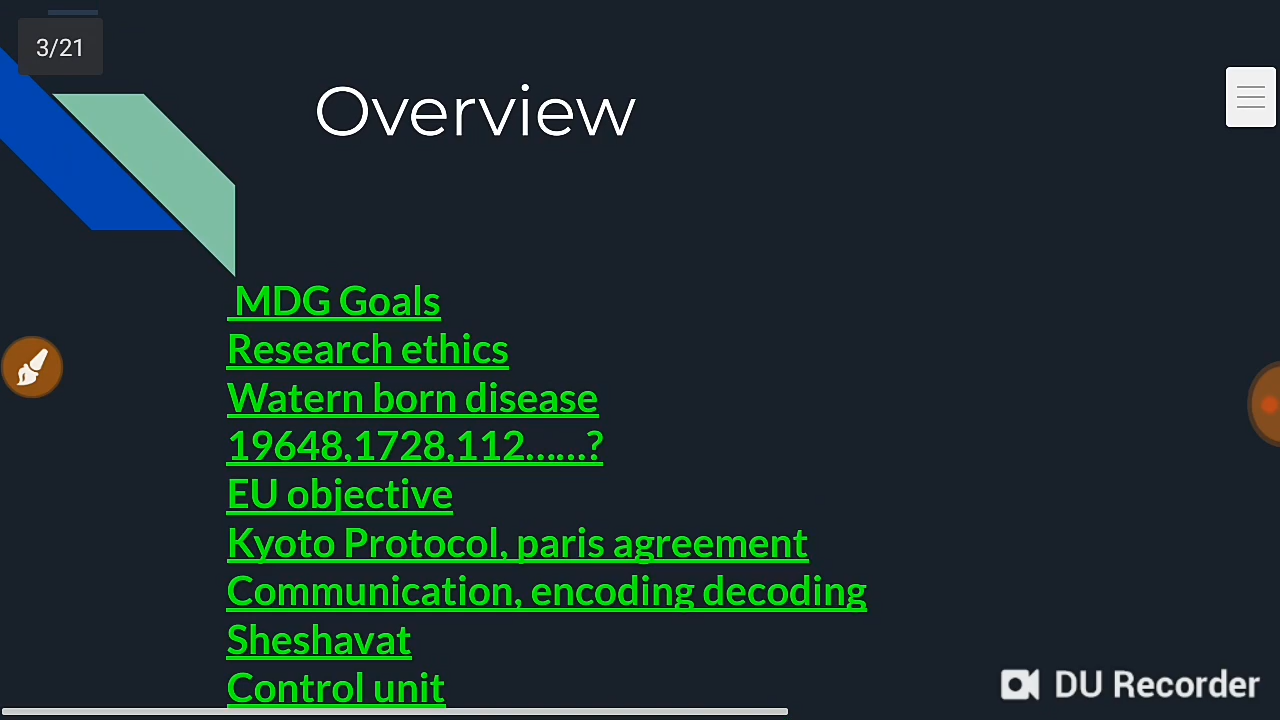 3/21
Overview
MDG Goals
Research ethics
Watern born disease
19648,1728,112......?
EU objective
Kyoto Protocol, paris agreement
Communication, encoding decoding
Sheshavat
Control unit
DU Recorder